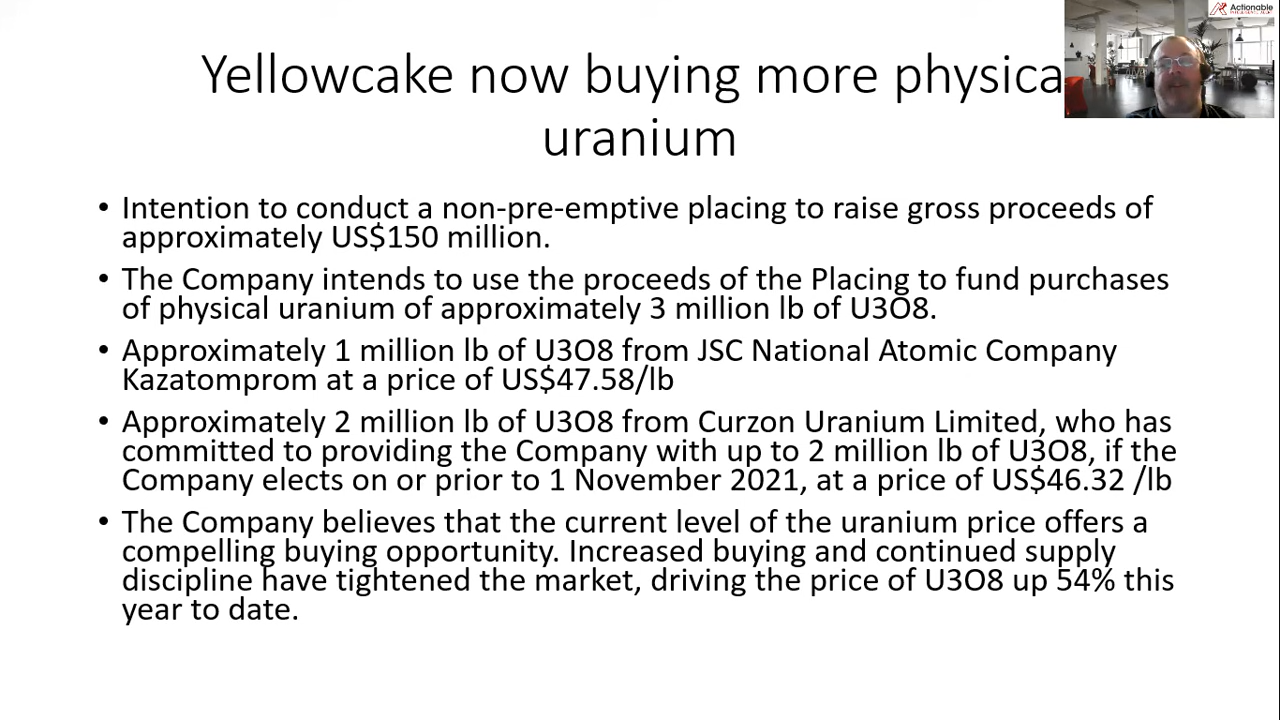 Actionable
Yellowcake now buying more physica
uranium
• Intention to conduct a non-pre-emptive placing to raise gross proceeds of
approximately US$150 million.
• The Company intends to use the proceeds of the Placing to fund purchases
of physical uranium of approximately 3 million lb of U3O8.
• Approximately 1 million lb of U3O8 from JSC National Atomic Company
Kazatomprom at a price of US$47.58/lb
• Approximately 2 million lb of U3O8 from Curzon Uranium Limited, who has
committed to providing the Company with up to 2 million lb of U3O8, if the
Company elects on or prior to 1 November 2021, at a price of US$46.32 /lb
• The Company believes that the current level of the uranium price offers a
compelling buying opportunity. Increased buying and continued supply
discipline have tightened the market, driving the price of U3O8 up 54% this
year to date.